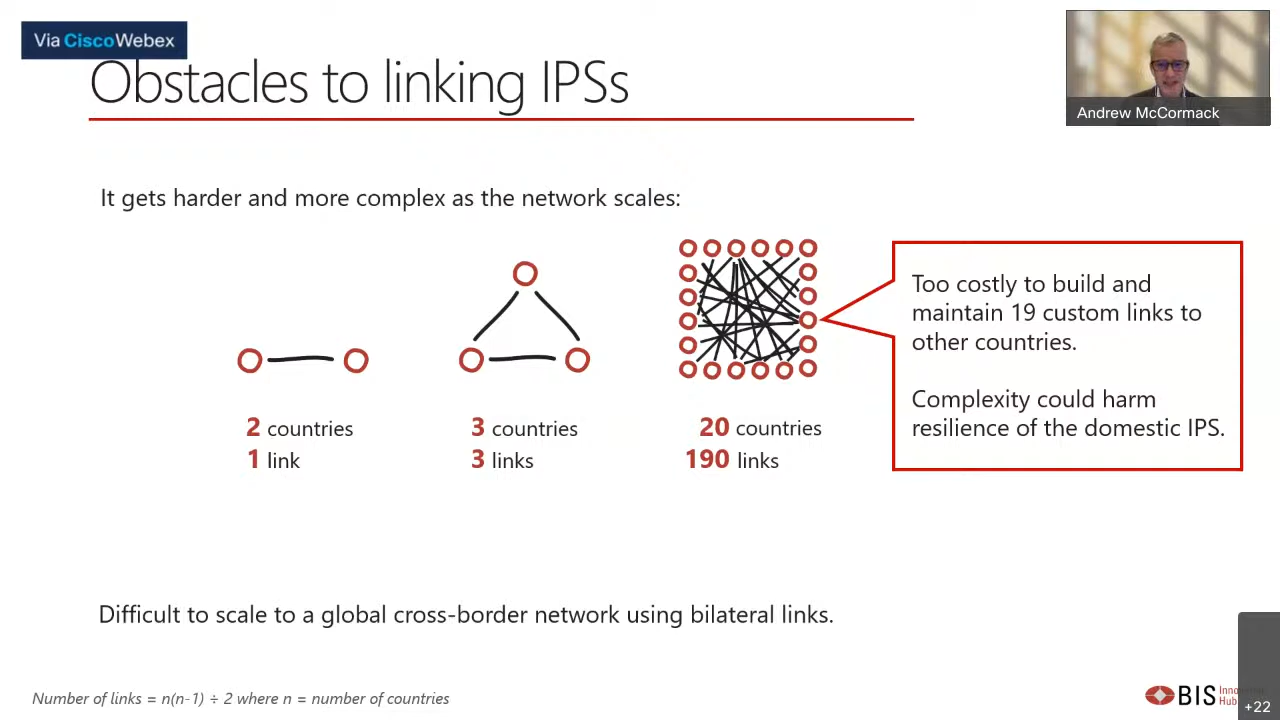 Via CiscoWebex
Obstacles to linking IPSs
Andrew McCormack
It gets harder and more complex as the network scales:
2 countries
1 link
3 countries
3 links
20 countries
190 links
Too costly to build and
maintain 19 custom links to
other countries.
Complexity could harm
resilience of the domestic IPS.
Difficult to scale to a global cross-border network using bilateral links.
Number of links = n(n-1) ÷ 2 where n = number of countries
BIS
Hub
+22